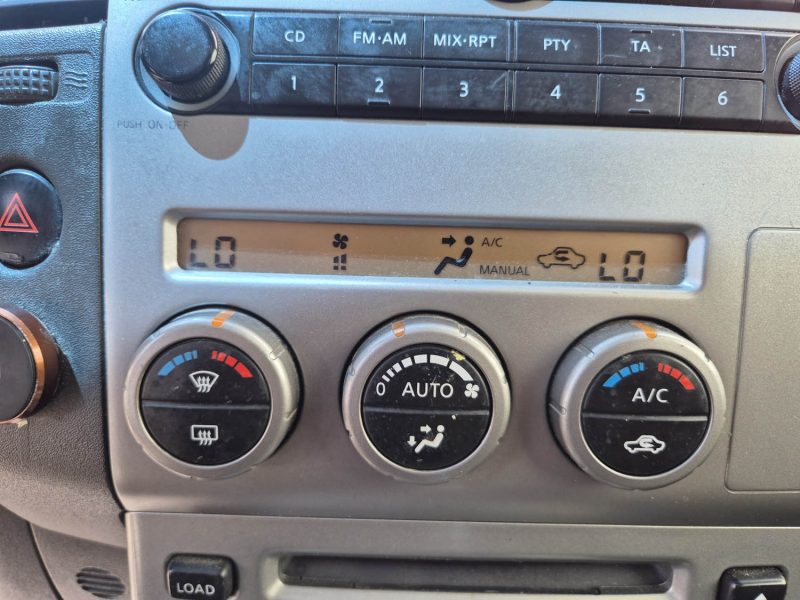 CD FM·AM MIX·RPT PTY TA LIST
1 2 3 4 5 6
PUSH ON·OFF
LO A/C MANUAL LO
0 AUTO A/C
LOAD